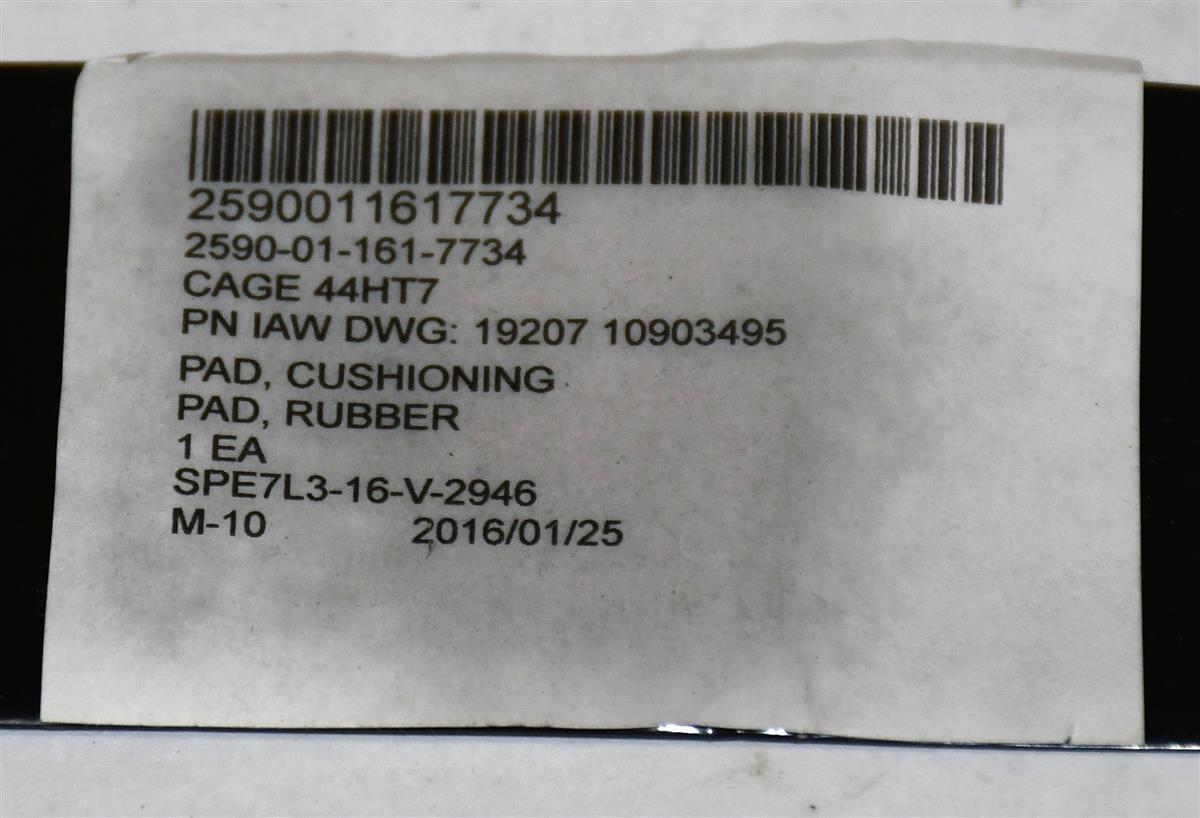 2590011617734
2590-01-161-7734
CAGE 44HT7
PN IAW DWG: 19207 10903495
PAD, CUSHIONING
PAD, RUBBER
1 EA
SPE7L3-16-V-2946
M-10 2016/01/25